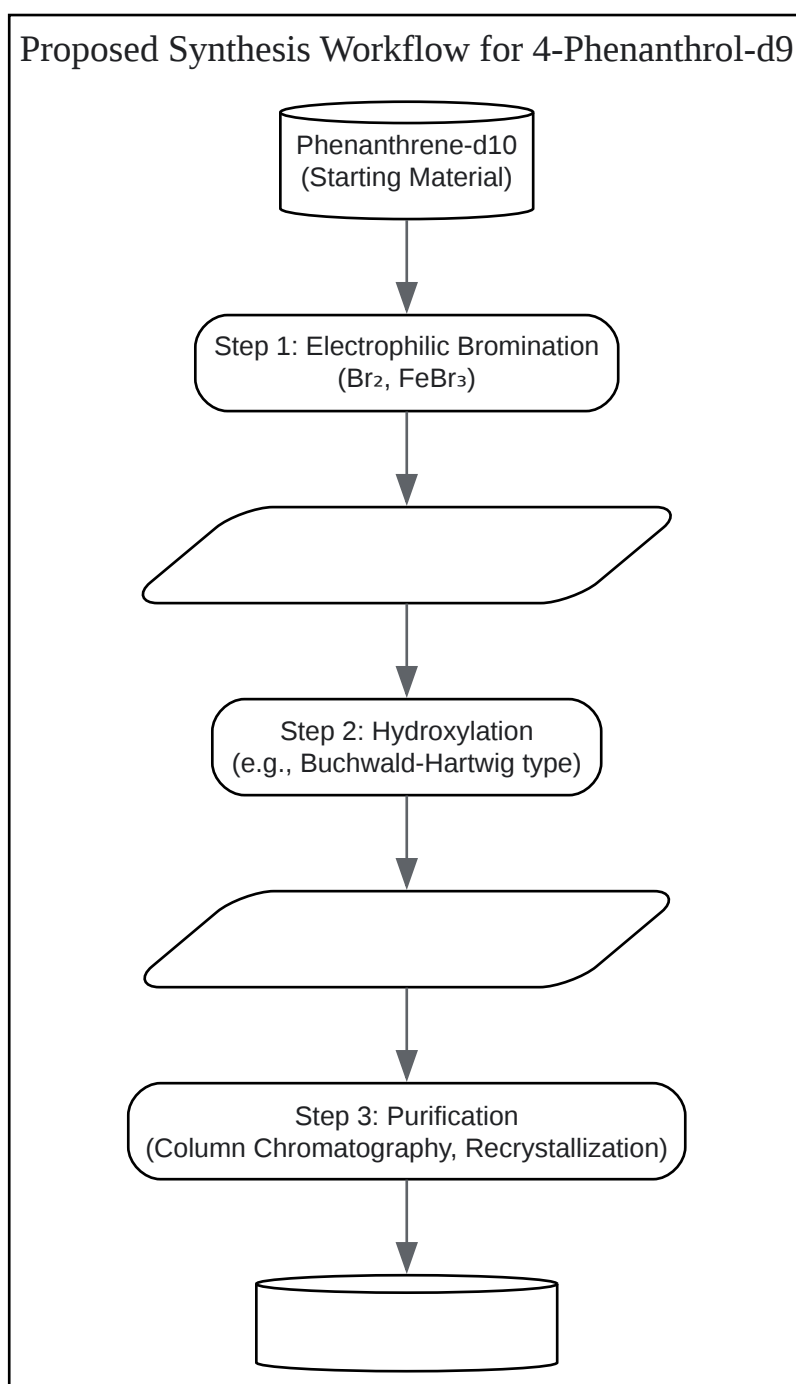 Proposed Synthesis Workflow for 4-Phenanthrol-d9
Phenanthrene-d10
(Starting Material)
Step 1: Electrophilic Bromination
(Br₂, FeBr₃)
Step 2: Hydroxylation
(e.g., Buchwald-Hartwig type)
Step 3: Purification
(Column Chromatography, Recrystallization)